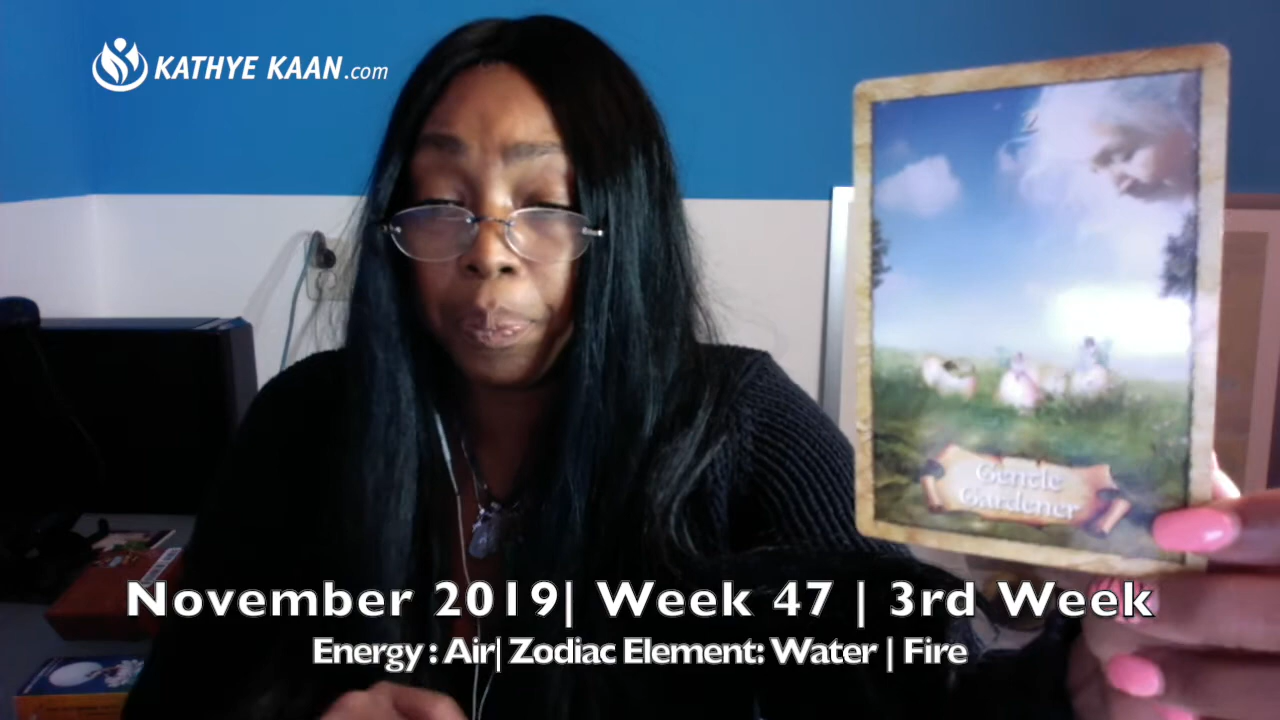 KATHYE KAAN.com
Gentle
Gardener
November 2019| Week 47 | 3rd Week
Energy : Air| Zodiac Element: Water | Fire